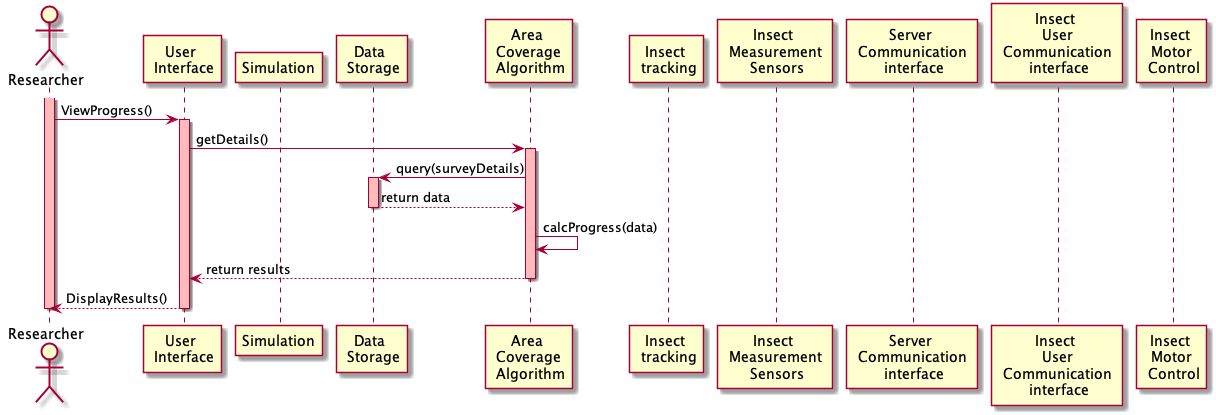 Researcher
User
Interface
Simulation
Data
Storage
Area
Coverage
Algorithm
Insect
tracking
Insect
Measurement
Sensors
Server
Communication
interface
Insect
User
Communication
interface
Insect
Motor
Control
ViewProgress()
getDetails()
query(surveyDetails)
return data
calcProgress(data)
return results
DisplayResults()
Researcher
User
Interface
Simulation
Data
Storage
Area
Coverage
Algorithm
Insect
tracking
Insect
Measurement
Sensors
Server
Communication
interface
Insect
User
Communication
interface
Insect
Motor
Control